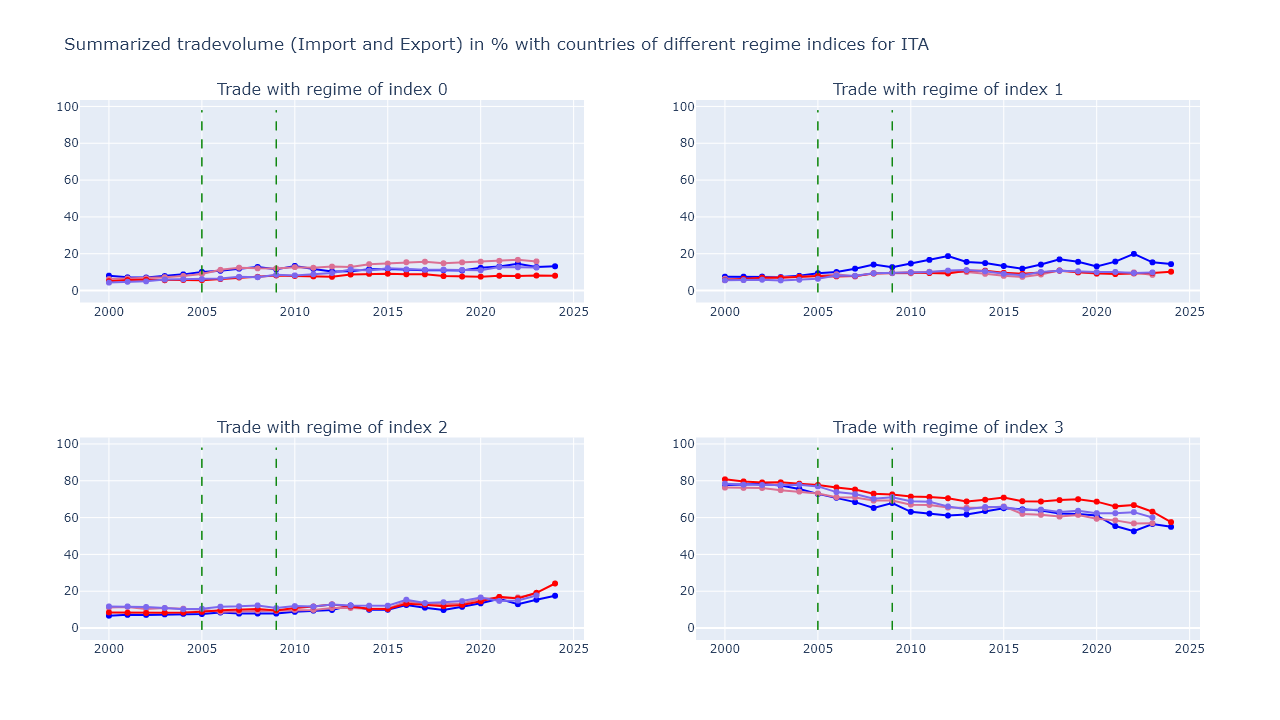 Summarized tradevolume (Import and Export) in % with countries of different regime indices for ITA
Trade with regime of index 0
100
80
60
40
20
0
2000 2005 2010 2015 2020 2025
Trade with regime of index 1
100
80
60
40
20
0
2000 2005 2010 2015 2020 2025
Trade with regime of index 2
100
80
60
40
20
0
2000 2005 2010 2015 2020 2025
Trade with regime of index 3
100
80
60
40
20
0
2000 2005 2010 2015 2020 2025